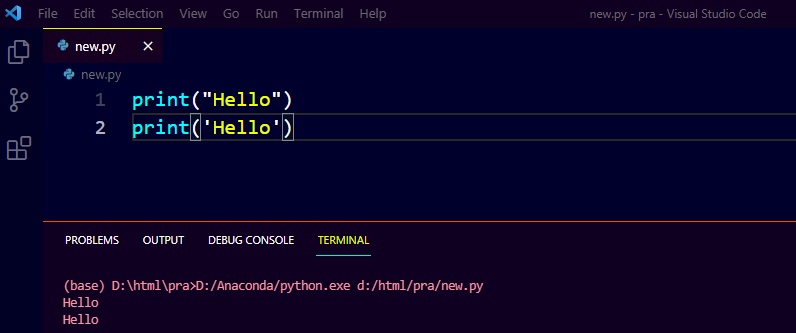 File Edit Selection View Go Run Terminal Help new.py - pra - Visual Studio Code
new.py ×
new.py
1 print("Hello")
2 print('Hello')
PROBLEMS OUTPUT DEBUG CONSOLE TERMINAL
(base) D:\html\pra>D:/Anaconda/python.exe d:/html/pra/new.py
Hello
Hello